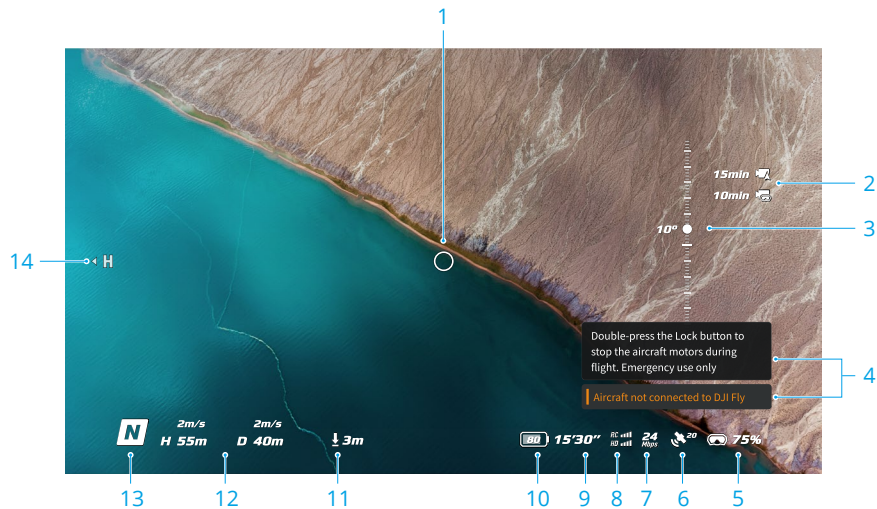 1
15min
2
10min
10°
3
14
H
Double-press the Lock button to
stop the aircraft motors during
flight. Emergency use only
4
Aircraft not connected to DJI Fly
N
2m/s
H 55m
2m/s
D 40m
3m
80
15'30"
RC
HD
24
Mbps
20
75%
13
12
11
10
9
8
7
6
5